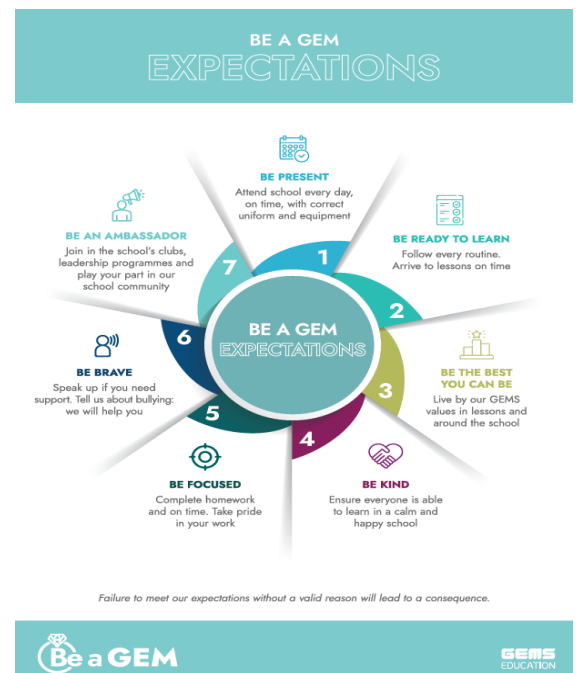 BE A GEM
EXPECTATIONS
1
BE PRESENT
Attend school every day,
on time, with correct
uniform and equipment
2
BE READY TO LEARN
Follow every routine.
Arrive to lessons on time
3
BE THE BEST
YOU CAN BE
Live by our GEMS
values in lessons and
around the school
4
BE KIND
Ensure everyone is able
to learn in a calm and
happy school
5
BE FOCUSED
Complete homework
and on time. Take pride
in your work
6
BE BRAVE
Speak up if you need
support. Tell us about bullying:
we will help you
7
BE AN AMBASSADOR
Join in the school's clubs,
leadership programmes and
play your part in our
school community
BE A GEM
EXPECTATIONS
Failure to meet our expectations without a valid reason will lead to a consequence.
Be a GEM
GEMS
EDUCATION